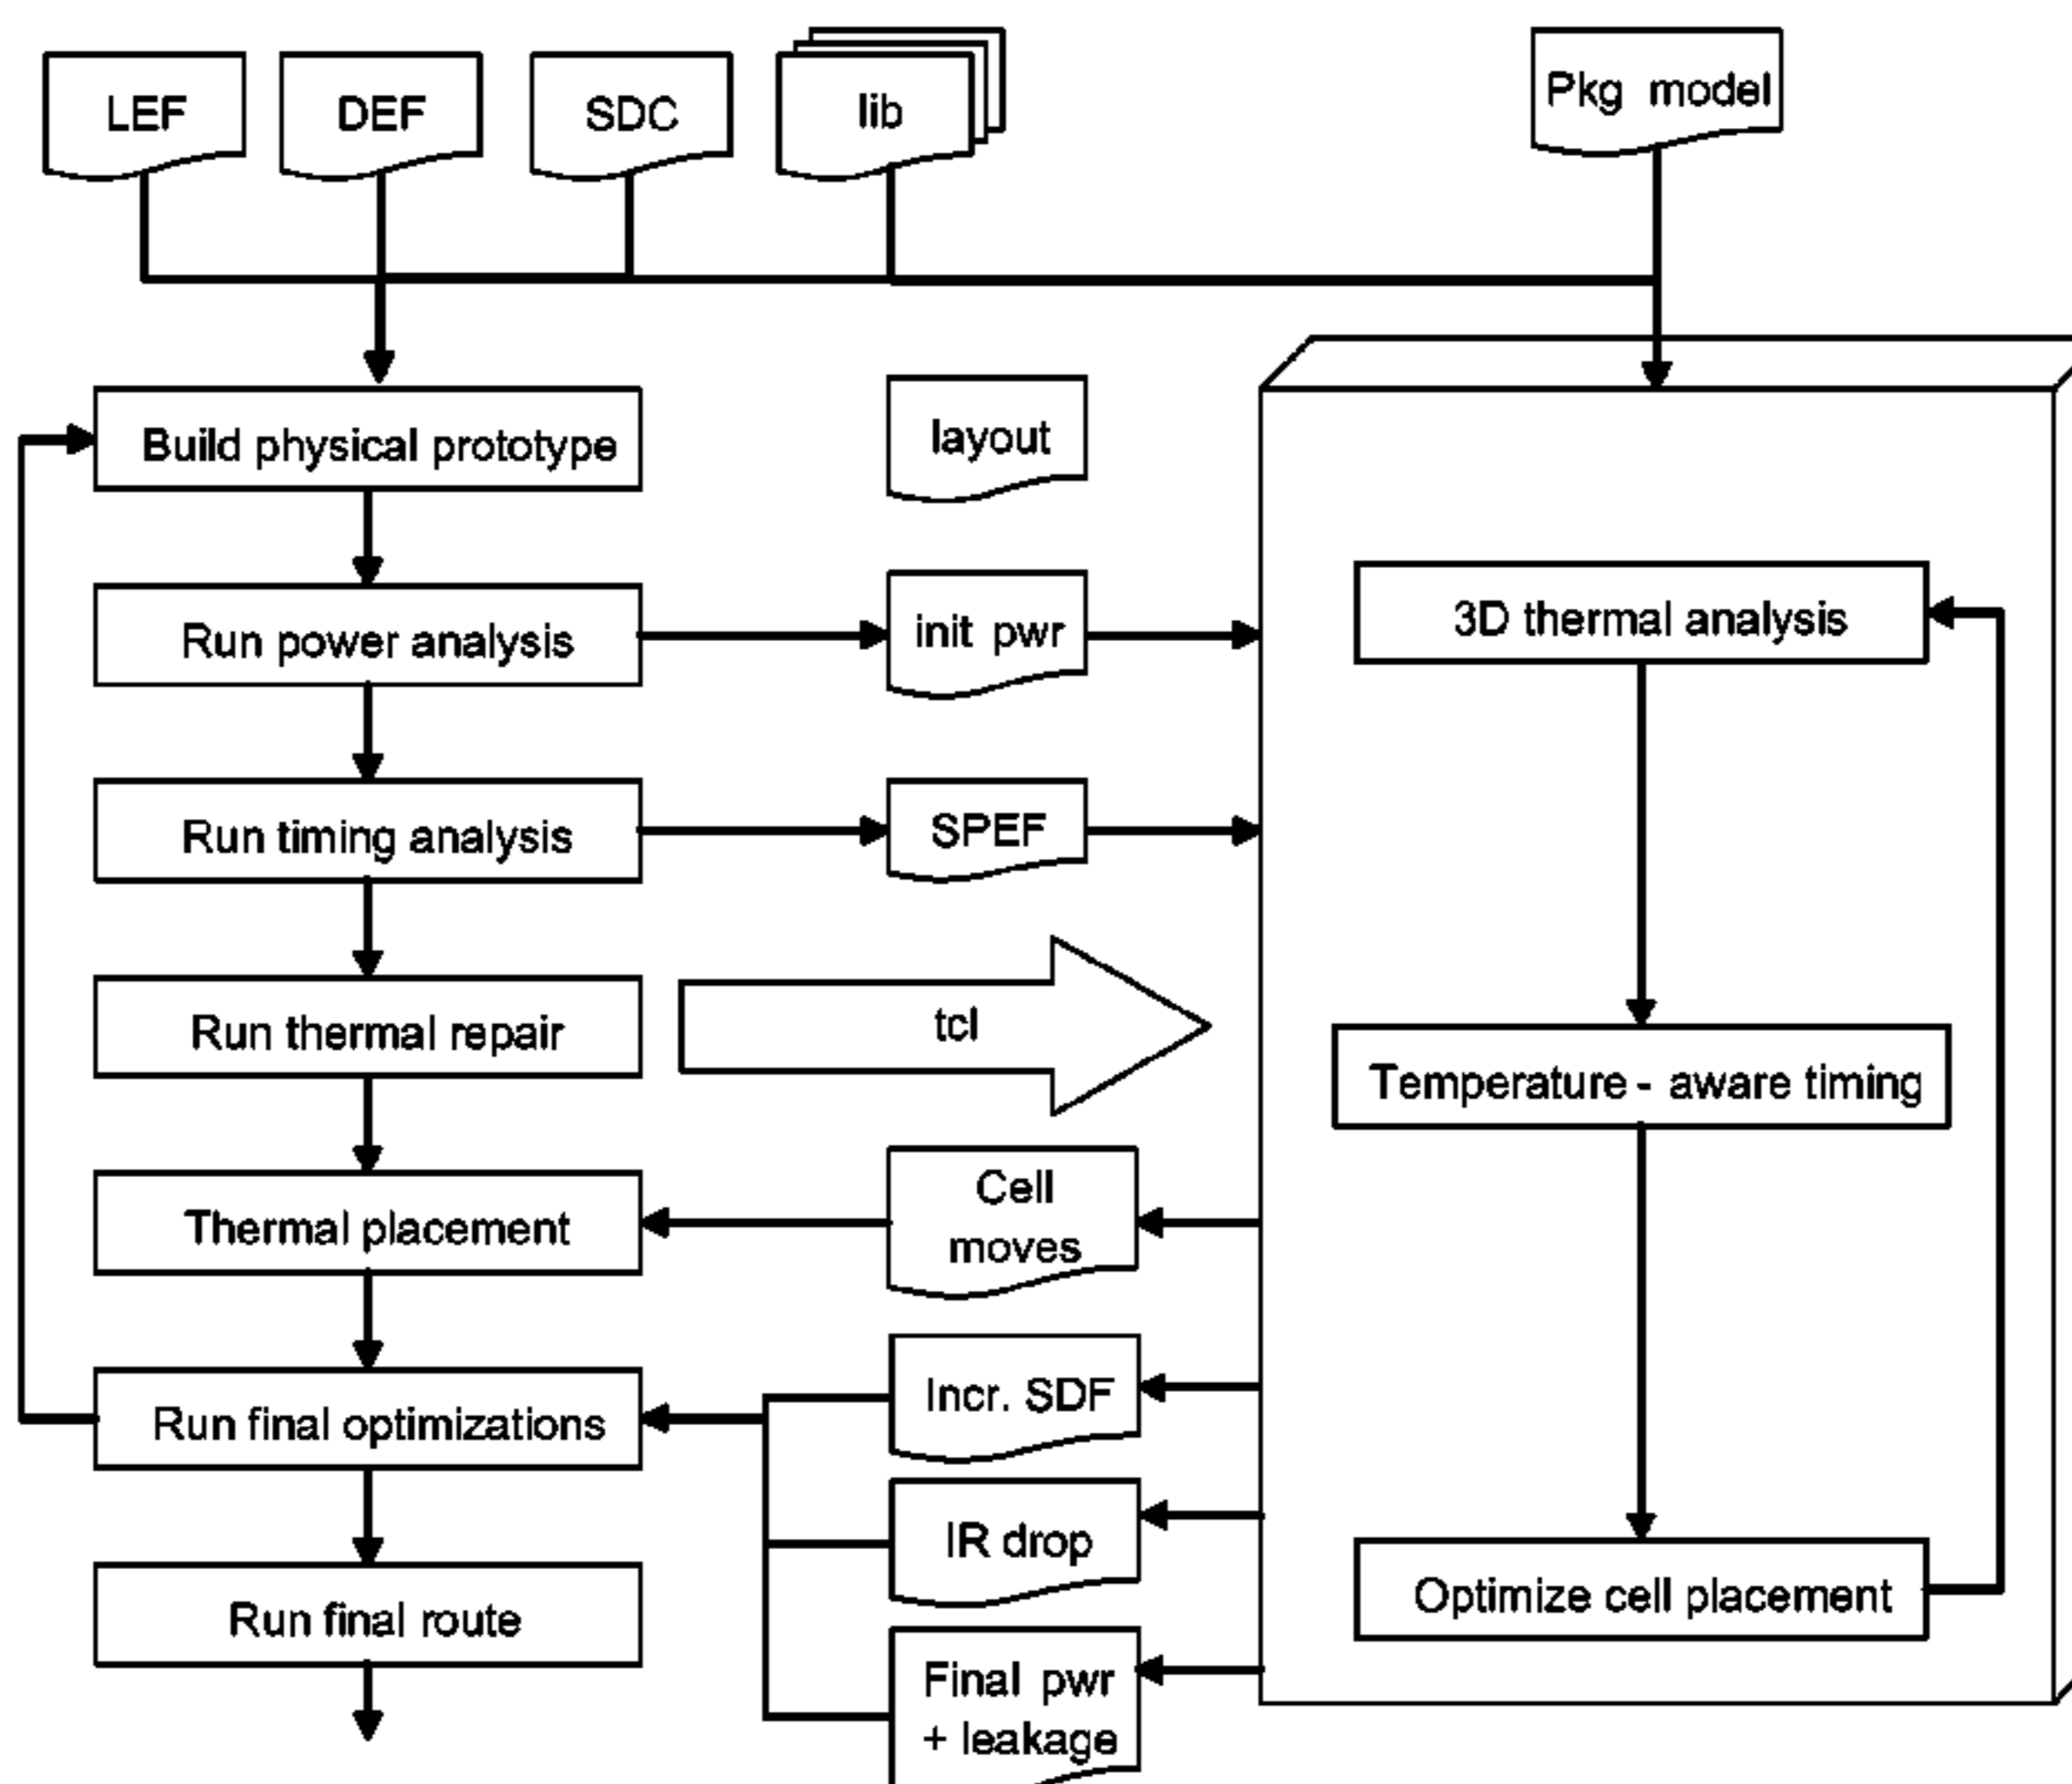 LEF
DEF
SDC
lib
Pkg model
Build physical prototype
layout
Run power analysis
init pwr
3D thermal analysis
Run timing analysis
SPEF
Run thermal repair
tcl
Temperature - aware timing
Thermal placement
Cell
moves
Run final optimizations
Incr. SDF
IR drop
Optimize cell placement
Run final route
Final pwr
+ leakage